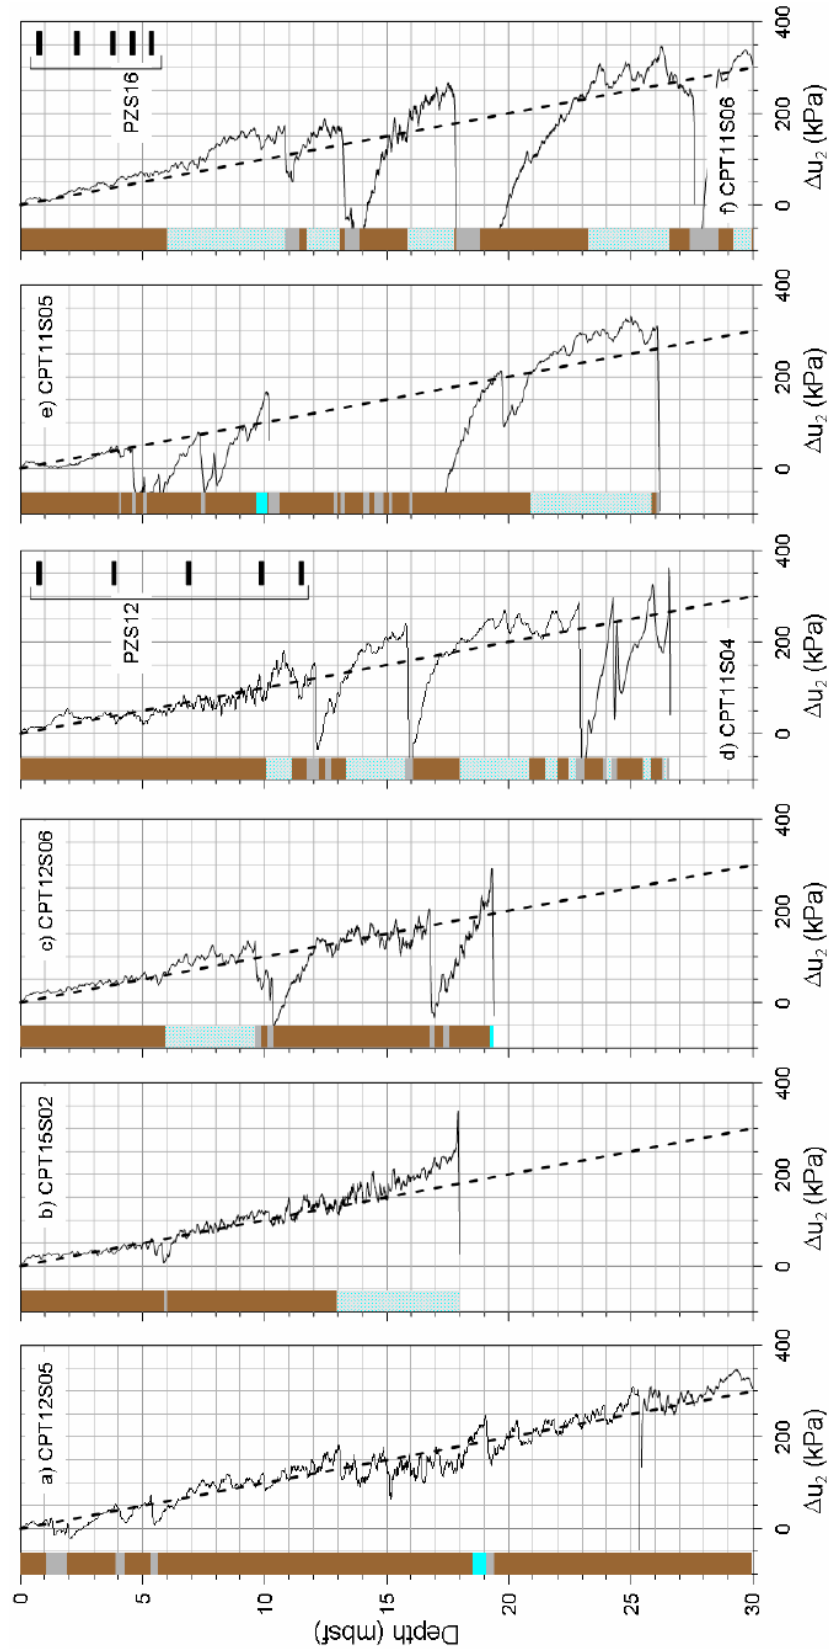 a) CPT12S05
b) CPT15S02
c) CPT12S06
d) CPT11S04
PZS12
e) CPT11S05
f) CPT11S06
PZS16
Depth (mbsf)
0
5
10
15
20
25
30
0 200 400
Δu₂ (kPa)
0 200 400
Δu₂ (kPa)
0 200 400
Δu₂ (kPa)
0 200 400
Δu₂ (kPa)
0 200 400
Δu₂ (kPa)
0 200 400
Δu₂ (kPa)